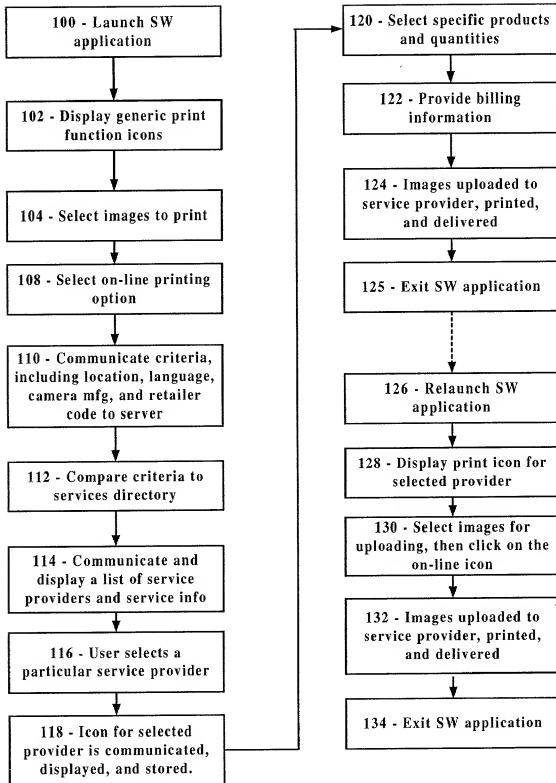 100 - Launch SW
application
102 - Display generic print
function icons
104 - Select images to print
108 - Select on-line printing
option
110 - Communicate criteria,
including location, language,
camera mfg, and retailer
code to server
112 - Compare criteria to
services directory
114 - Communicate and
display a list of service
providers and service info
116 - User selects a
particular service provider
118 - Icon for selected
provider is communicated,
displayed, and stored.
120 - Select specific products
and quantities
122 - Provide billing
information
124 - Images uploaded to
service provider, printed,
and delivered
125 - Exit SW application
126 - Relaunch SW
application
128 - Display print icon for
selected provider
130 - Select images for
uploading, then click on the
on-line icon
132 - Images uploaded to
service provider, printed,
and delivered
134 - Exit SW application